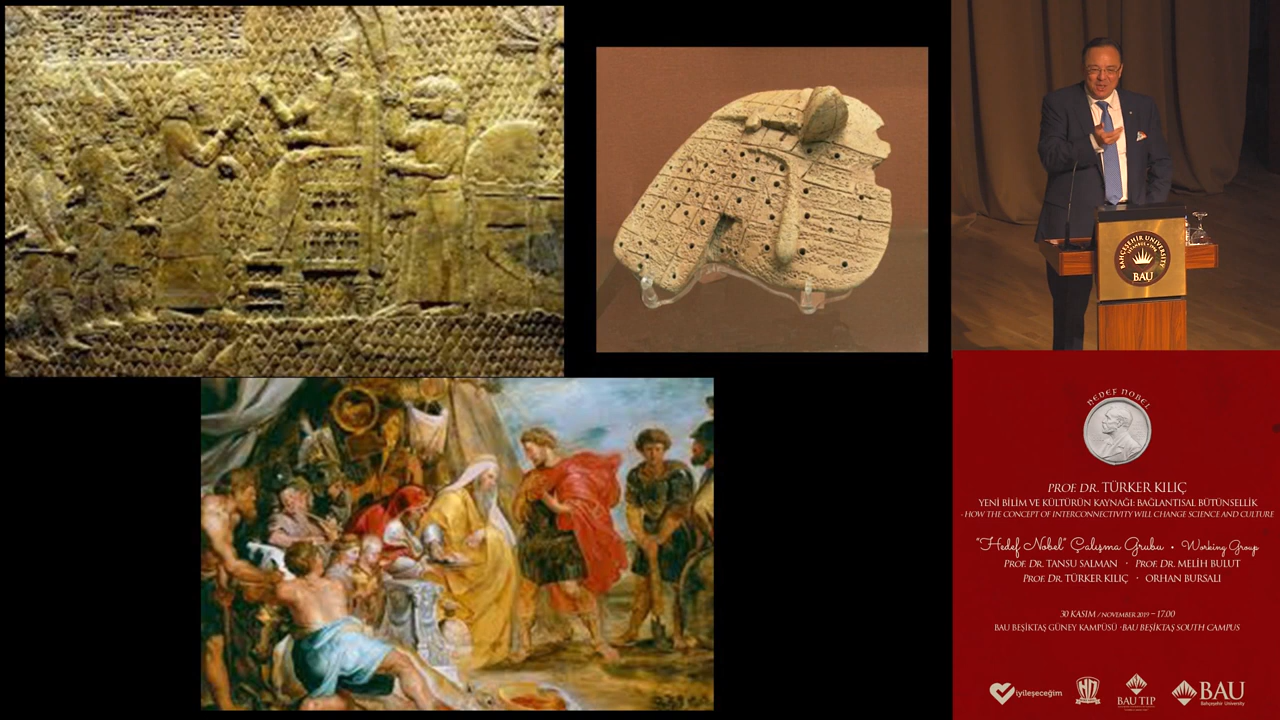 BAHÇEŞEHİR UNIVERSITY
BAU
HEDEF NOBEL
PROF. DR. TÜRKER KILIÇ
YENİ BİLİM VE KÜLTÜRÜN KAYNAĞI: BAĞLANTISAL BÜTÜNSELLİK
- HOW THE CONCEPT OF INTERCONNECTIVITY WILL CHANGE SCIENCE AND CULTURE
"Hedef Nobel" Çalışma Grubu • Working Group
PROF. DR. TANSU SALMAN • PROF. DR. MELİH BULUT
PROF. DR. TÜRKER KILIÇ • ORHAN BURSALI
30 KASIM / NOVEMBER 2019 – 17.00
BAU BEŞİKTAŞ GÜNEY KAMPÜSÜ - BAU BEŞİKTAŞ SOUTH CAMPUS
iyileşeceğim
BAU TIP
BAU
Bahçeşehir University